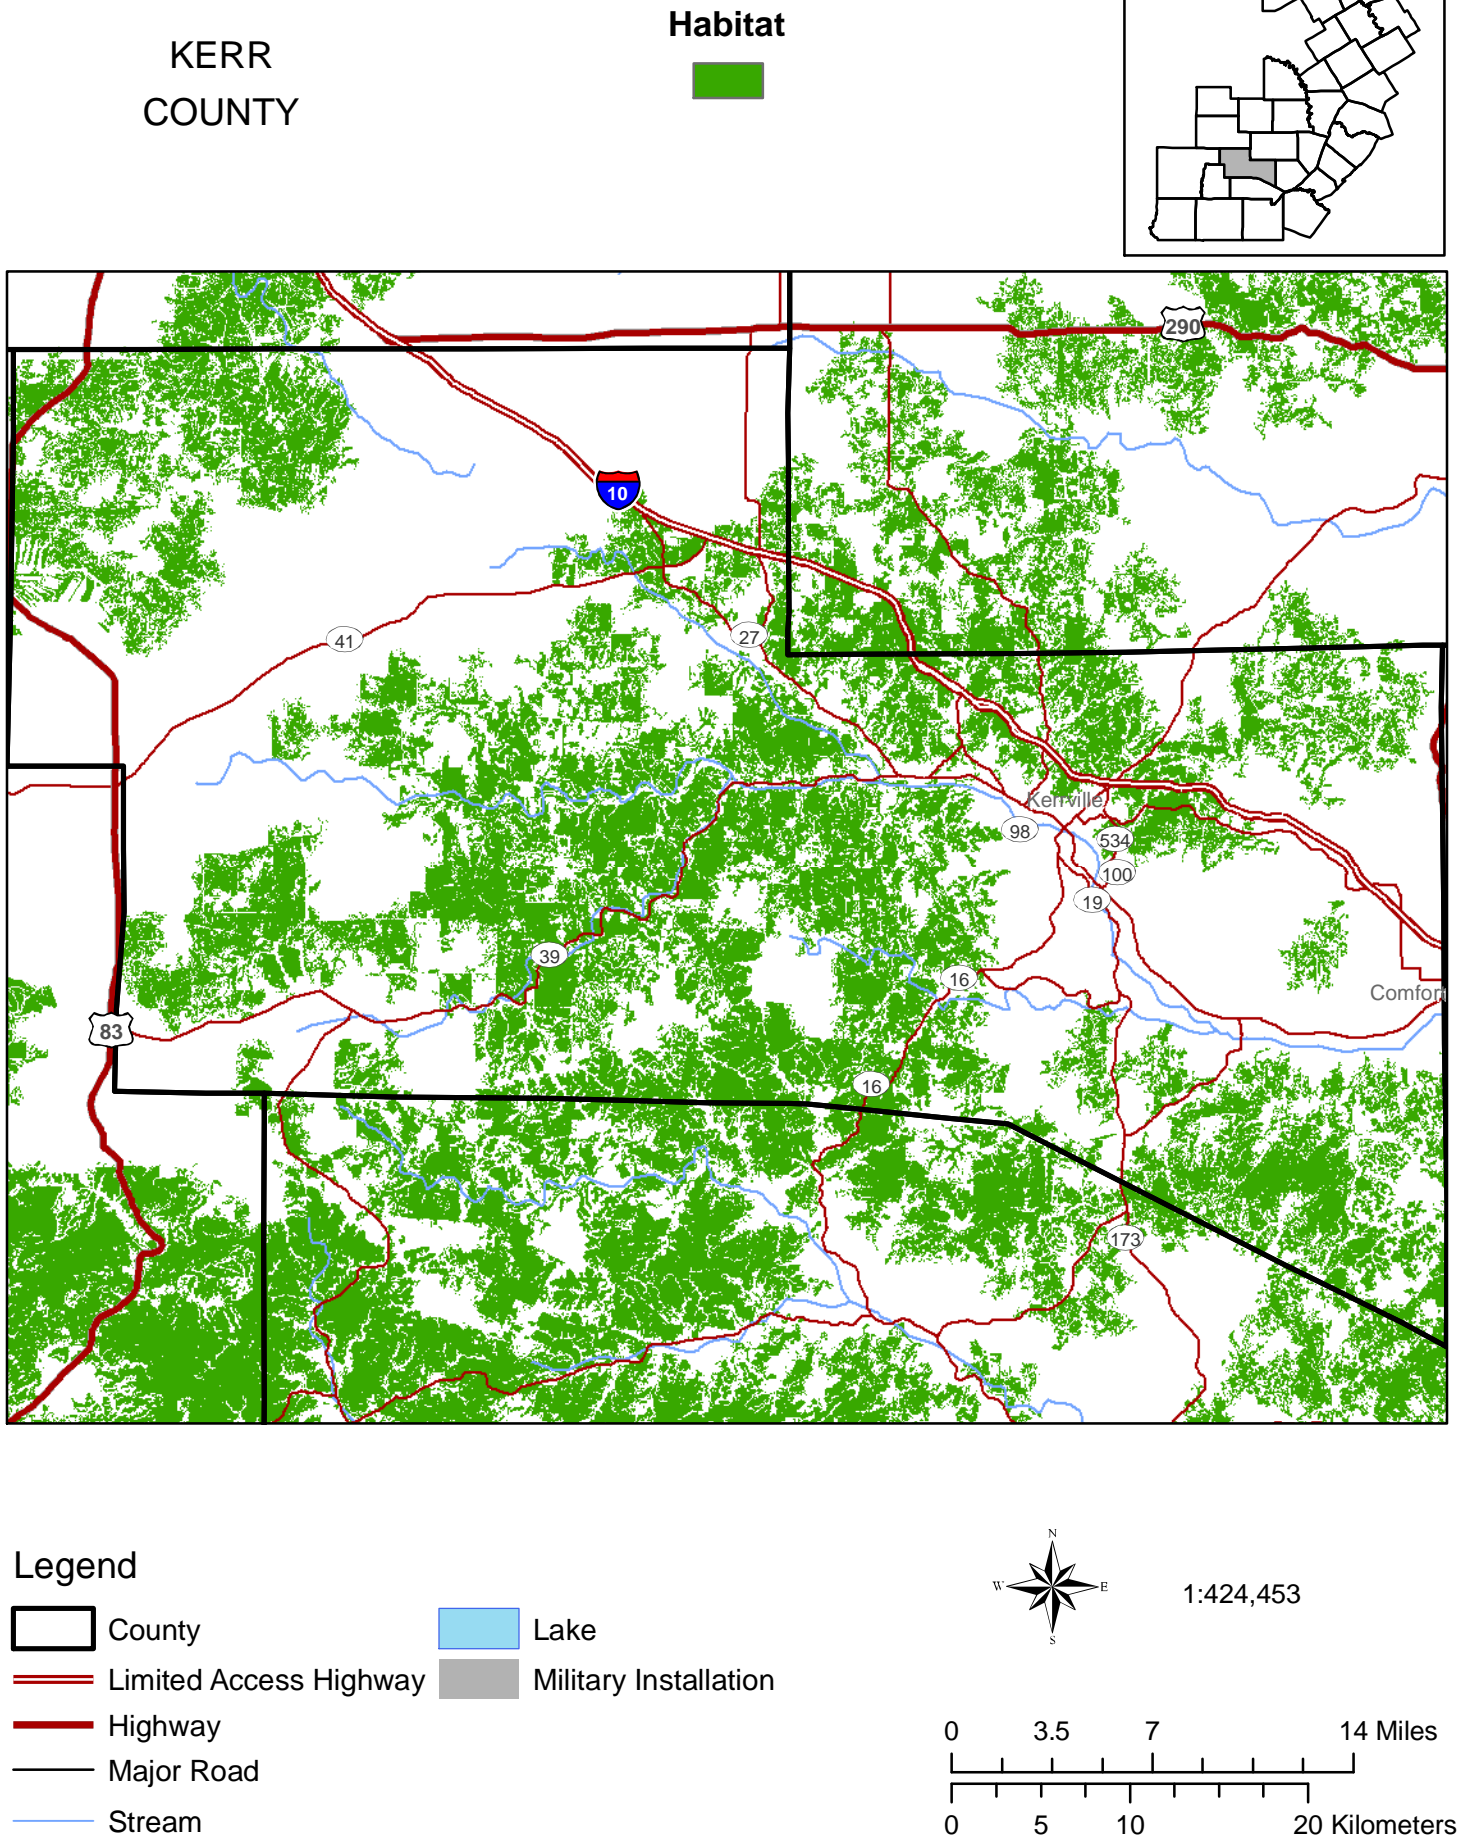 KERR
COUNTY
Habitat
290
10
41
27
Kerrville
98
534
100
19
39
16
Comfor
83
16
173
Legend
County
Limited Access Highway
Highway
Major Road
Stream
Lake
Military Installation
N
W E
S
1:424,453
0 3.5 7 14 Miles
0 5 10 20 Kilometers